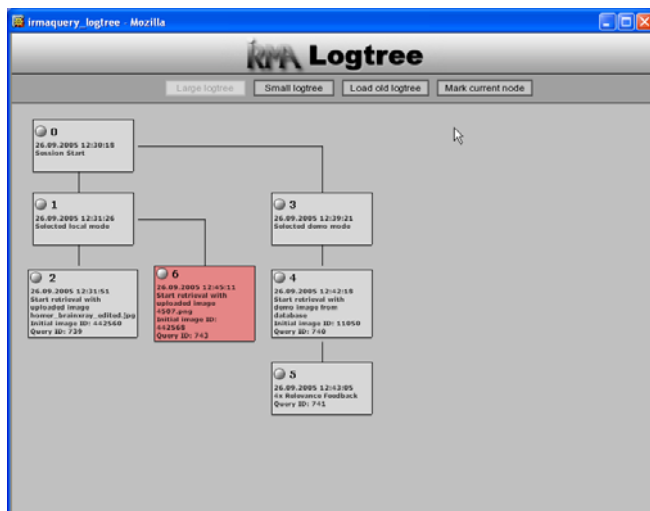 irmaquery_logtree - Mozilla
IRMA Logtree
Large logtree Small logtree Load old logtree Mark current node
0
26.09.2005 12:30:18
Session Start
1
26.09.2005 12:31:26
Selected local mode
3
26.09.2005 12:39:21
Selected demo mode
2
26.09.2005 12:31:51
Start retrieval with
uploaded image
homer_brainxray_edited.jpg
Initial image ID: 442560
Query ID: 739
6
26.09.2005 12:45:11
Start retrieval with
uploaded image
4507.png
Initial image ID:
442568
Query ID: 743
4
26.09.2005 12:42:18
Start retrieval with
demo image from
database
Initial image ID: 11050
Query ID: 740
5
26.09.2005 12:43:05
4x Relevance Feedback
Query ID: 741